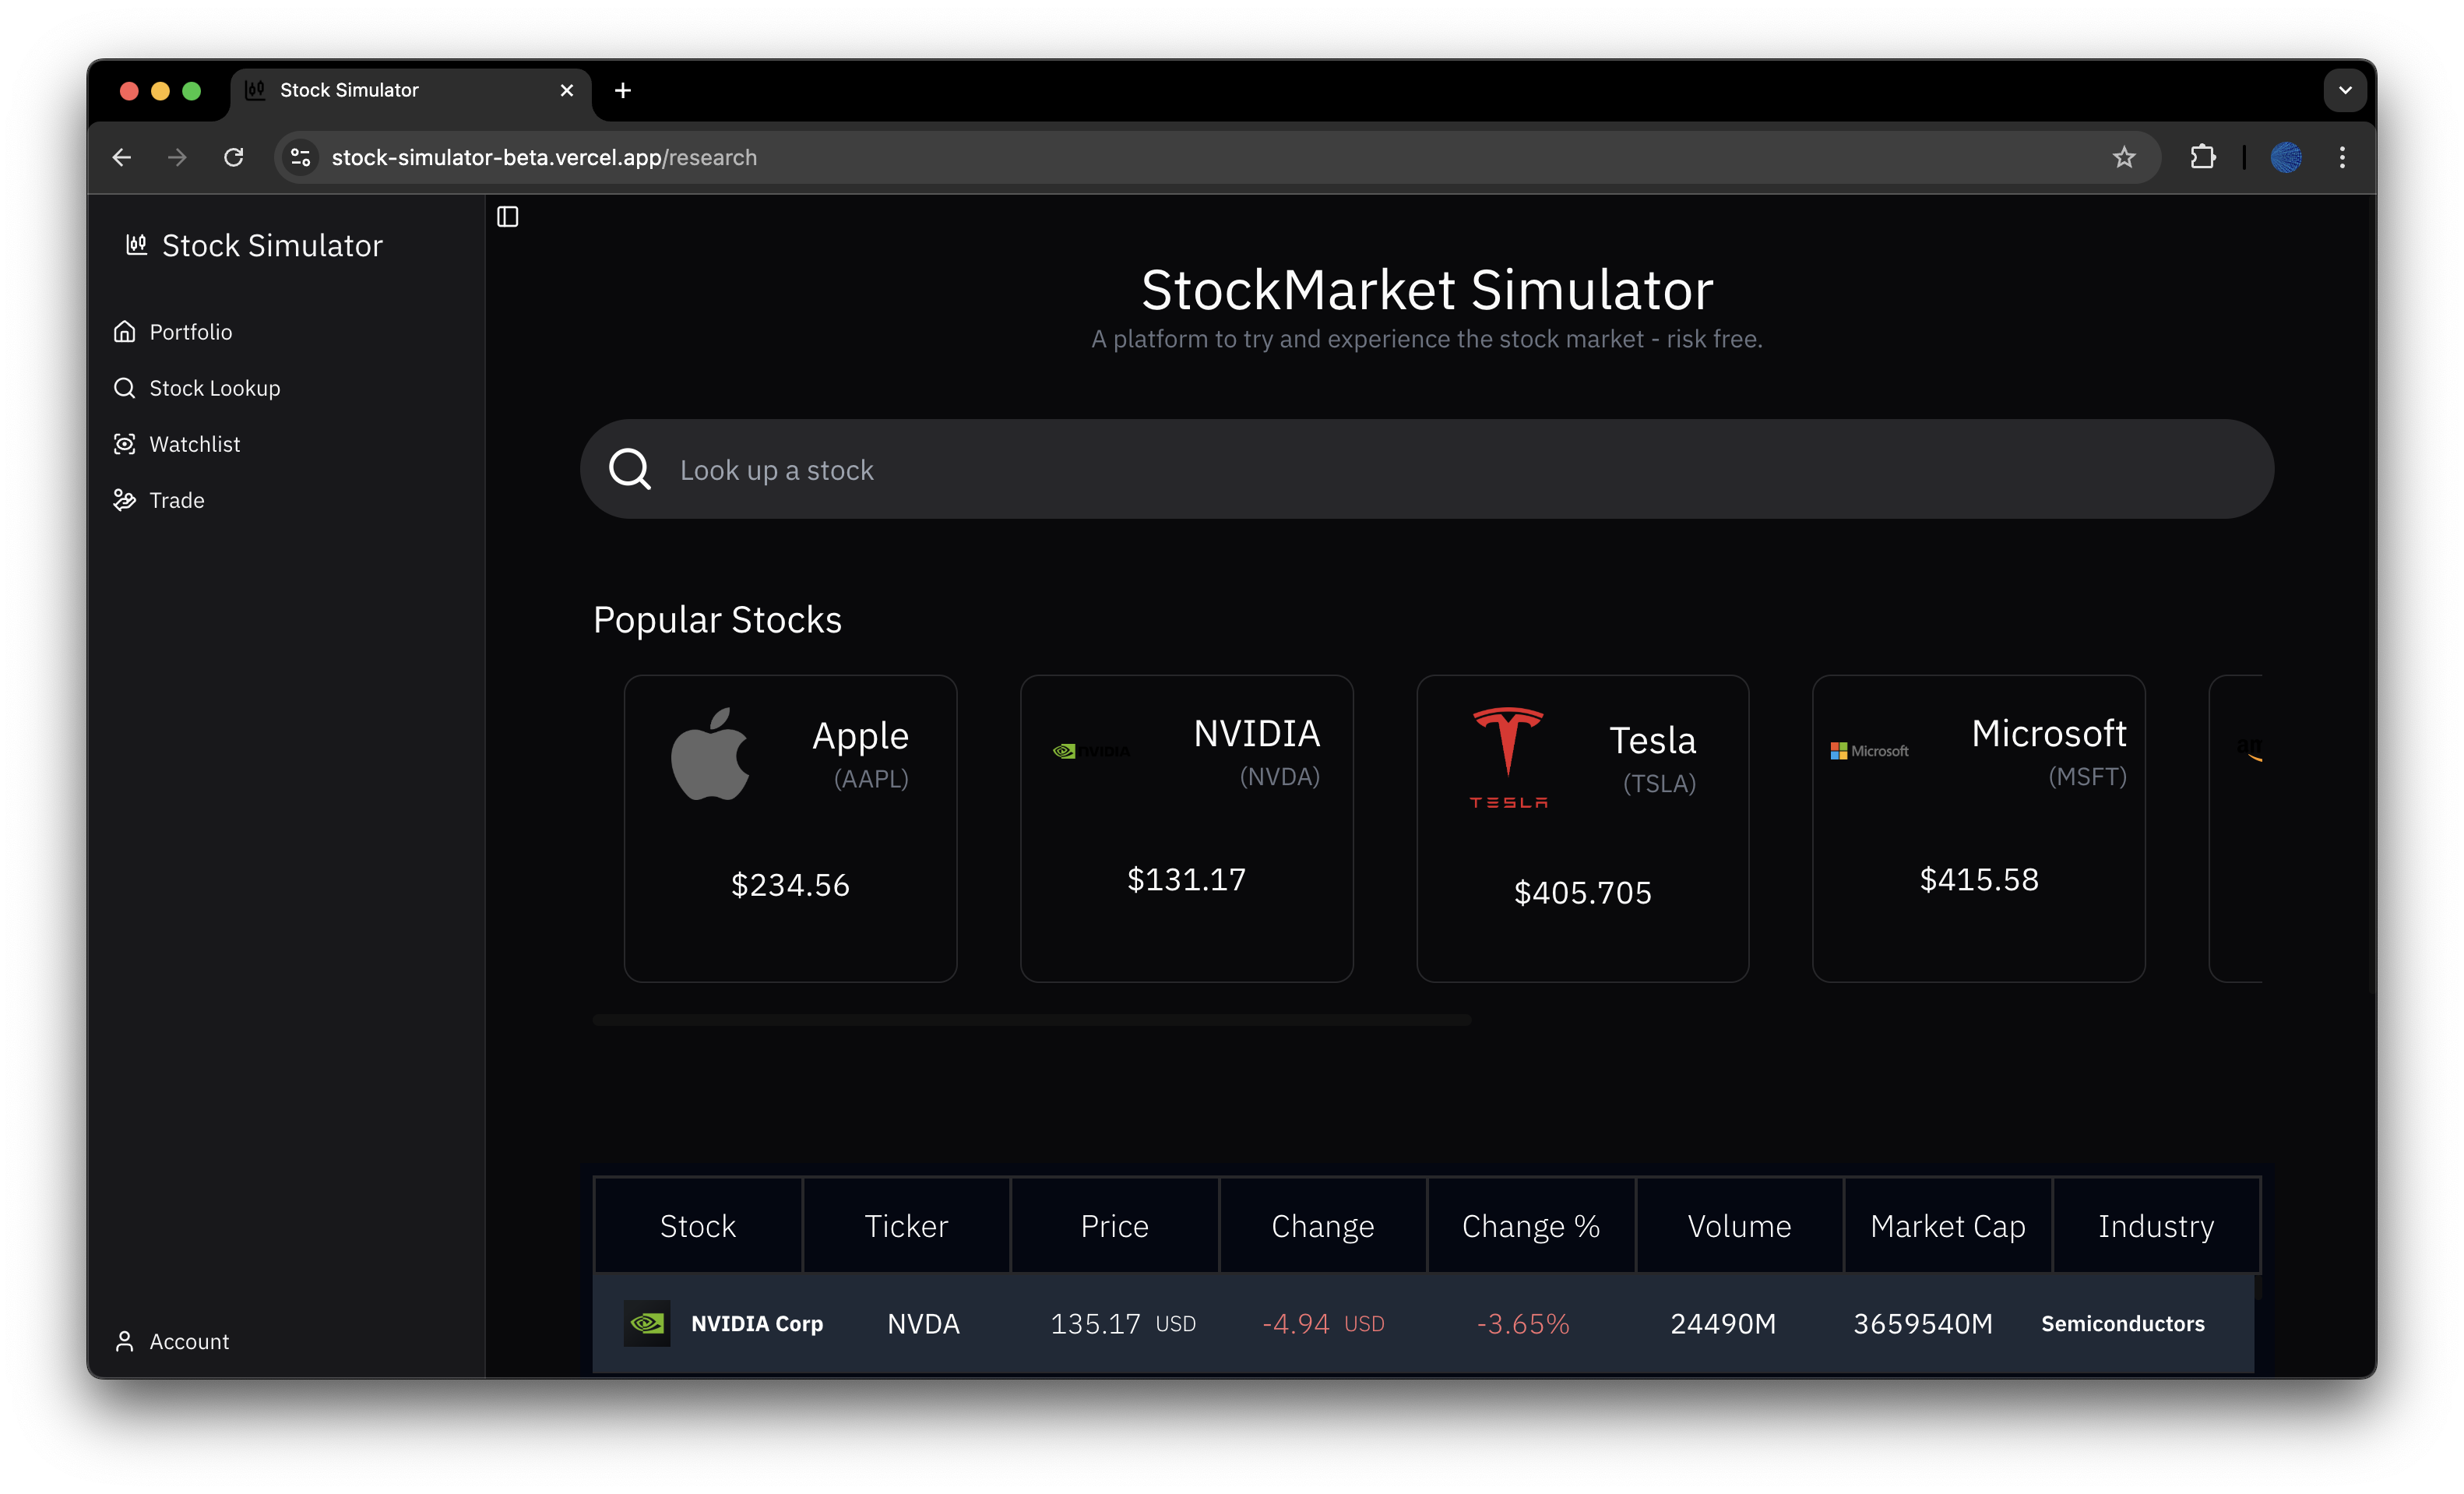 Stock Simulator
stock-simulator-beta.vercel.app/research
Stock Simulator
Portfolio
Stock Lookup
Watchlist
Trade
Account
StockMarket Simulator
A platform to try and experience the stock market - risk free.
Look up a stock
Popular Stocks
Apple
(AAPL)
$234.56
NVIDIA
NVIDIA
(NVDA)
$131.17
TESLA
Tesla
(TSLA)
$405.705
Microsoft
Microsoft
(MSFT)
$415.58
Stock Ticker Price Change Change % Volume Market Cap Industry
NVIDIA Corp NVDA 135.17 USD -4.94 USD -3.65% 24490M 3659540M Semiconductors